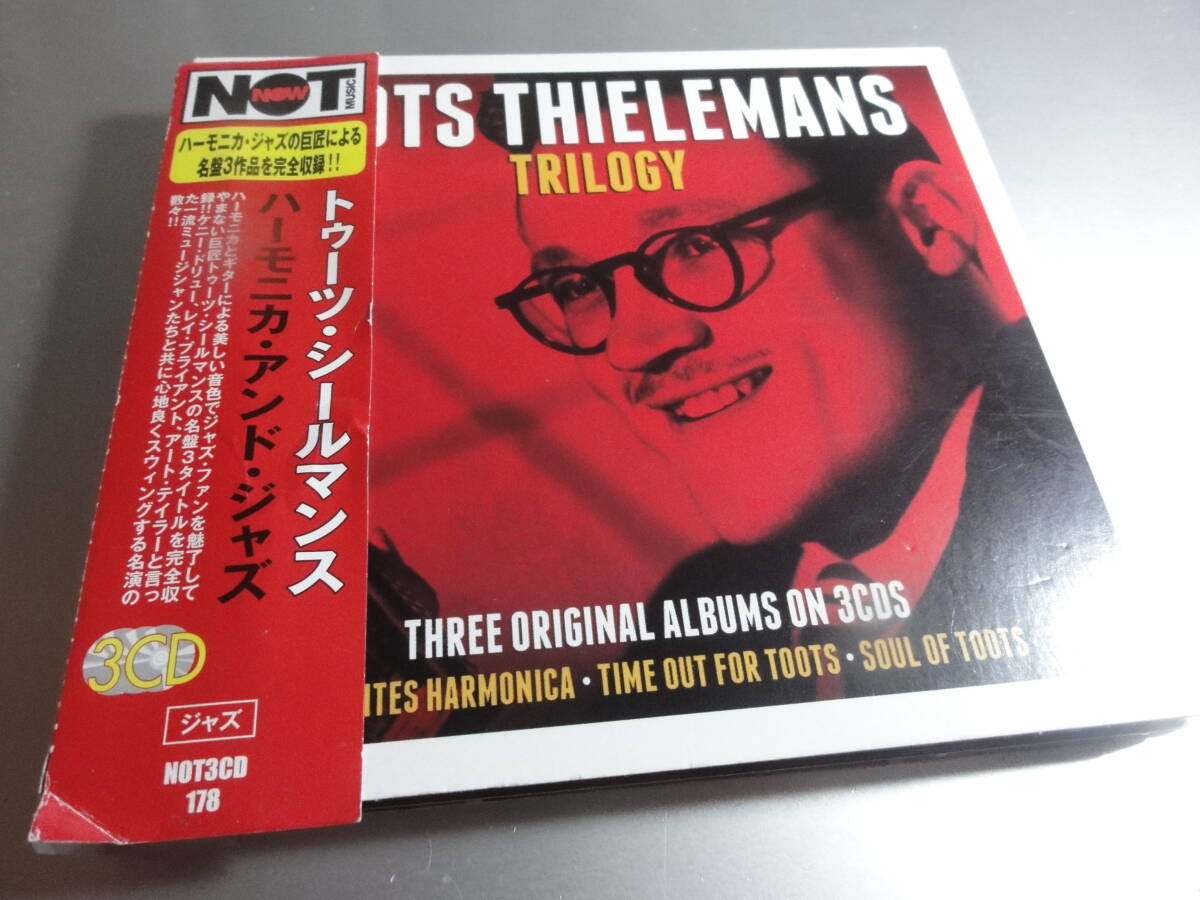 NOT
NOW
MUSIC
ハーモニカ・ジャズの巨匠による
名盤3作品を完全収録!!
トゥーツ・シールマンス
ハーモニカ・アンド・ジャズ
ハーモニカとギターによる美しい音色でジャズ・ファンを魅了して
やまない巨匠トゥーツ・シールマンスの名盤3タイトルを完全収
録!!ケニー・ドリュー、レイ・ブライアント、アート・テイラーと言っ
た一流ミュージシャンたちと共に心地良くスウィングする名演の
数々!!
3CD
ジャズ
NOT3CD
178
OTS THIELEMANS
TRILOGY
THREE ORIGINAL ALBUMS ON 3CDS
ITES HARMONICA · TIME OUT FOR TOOTS · SOUL OF TOOTS